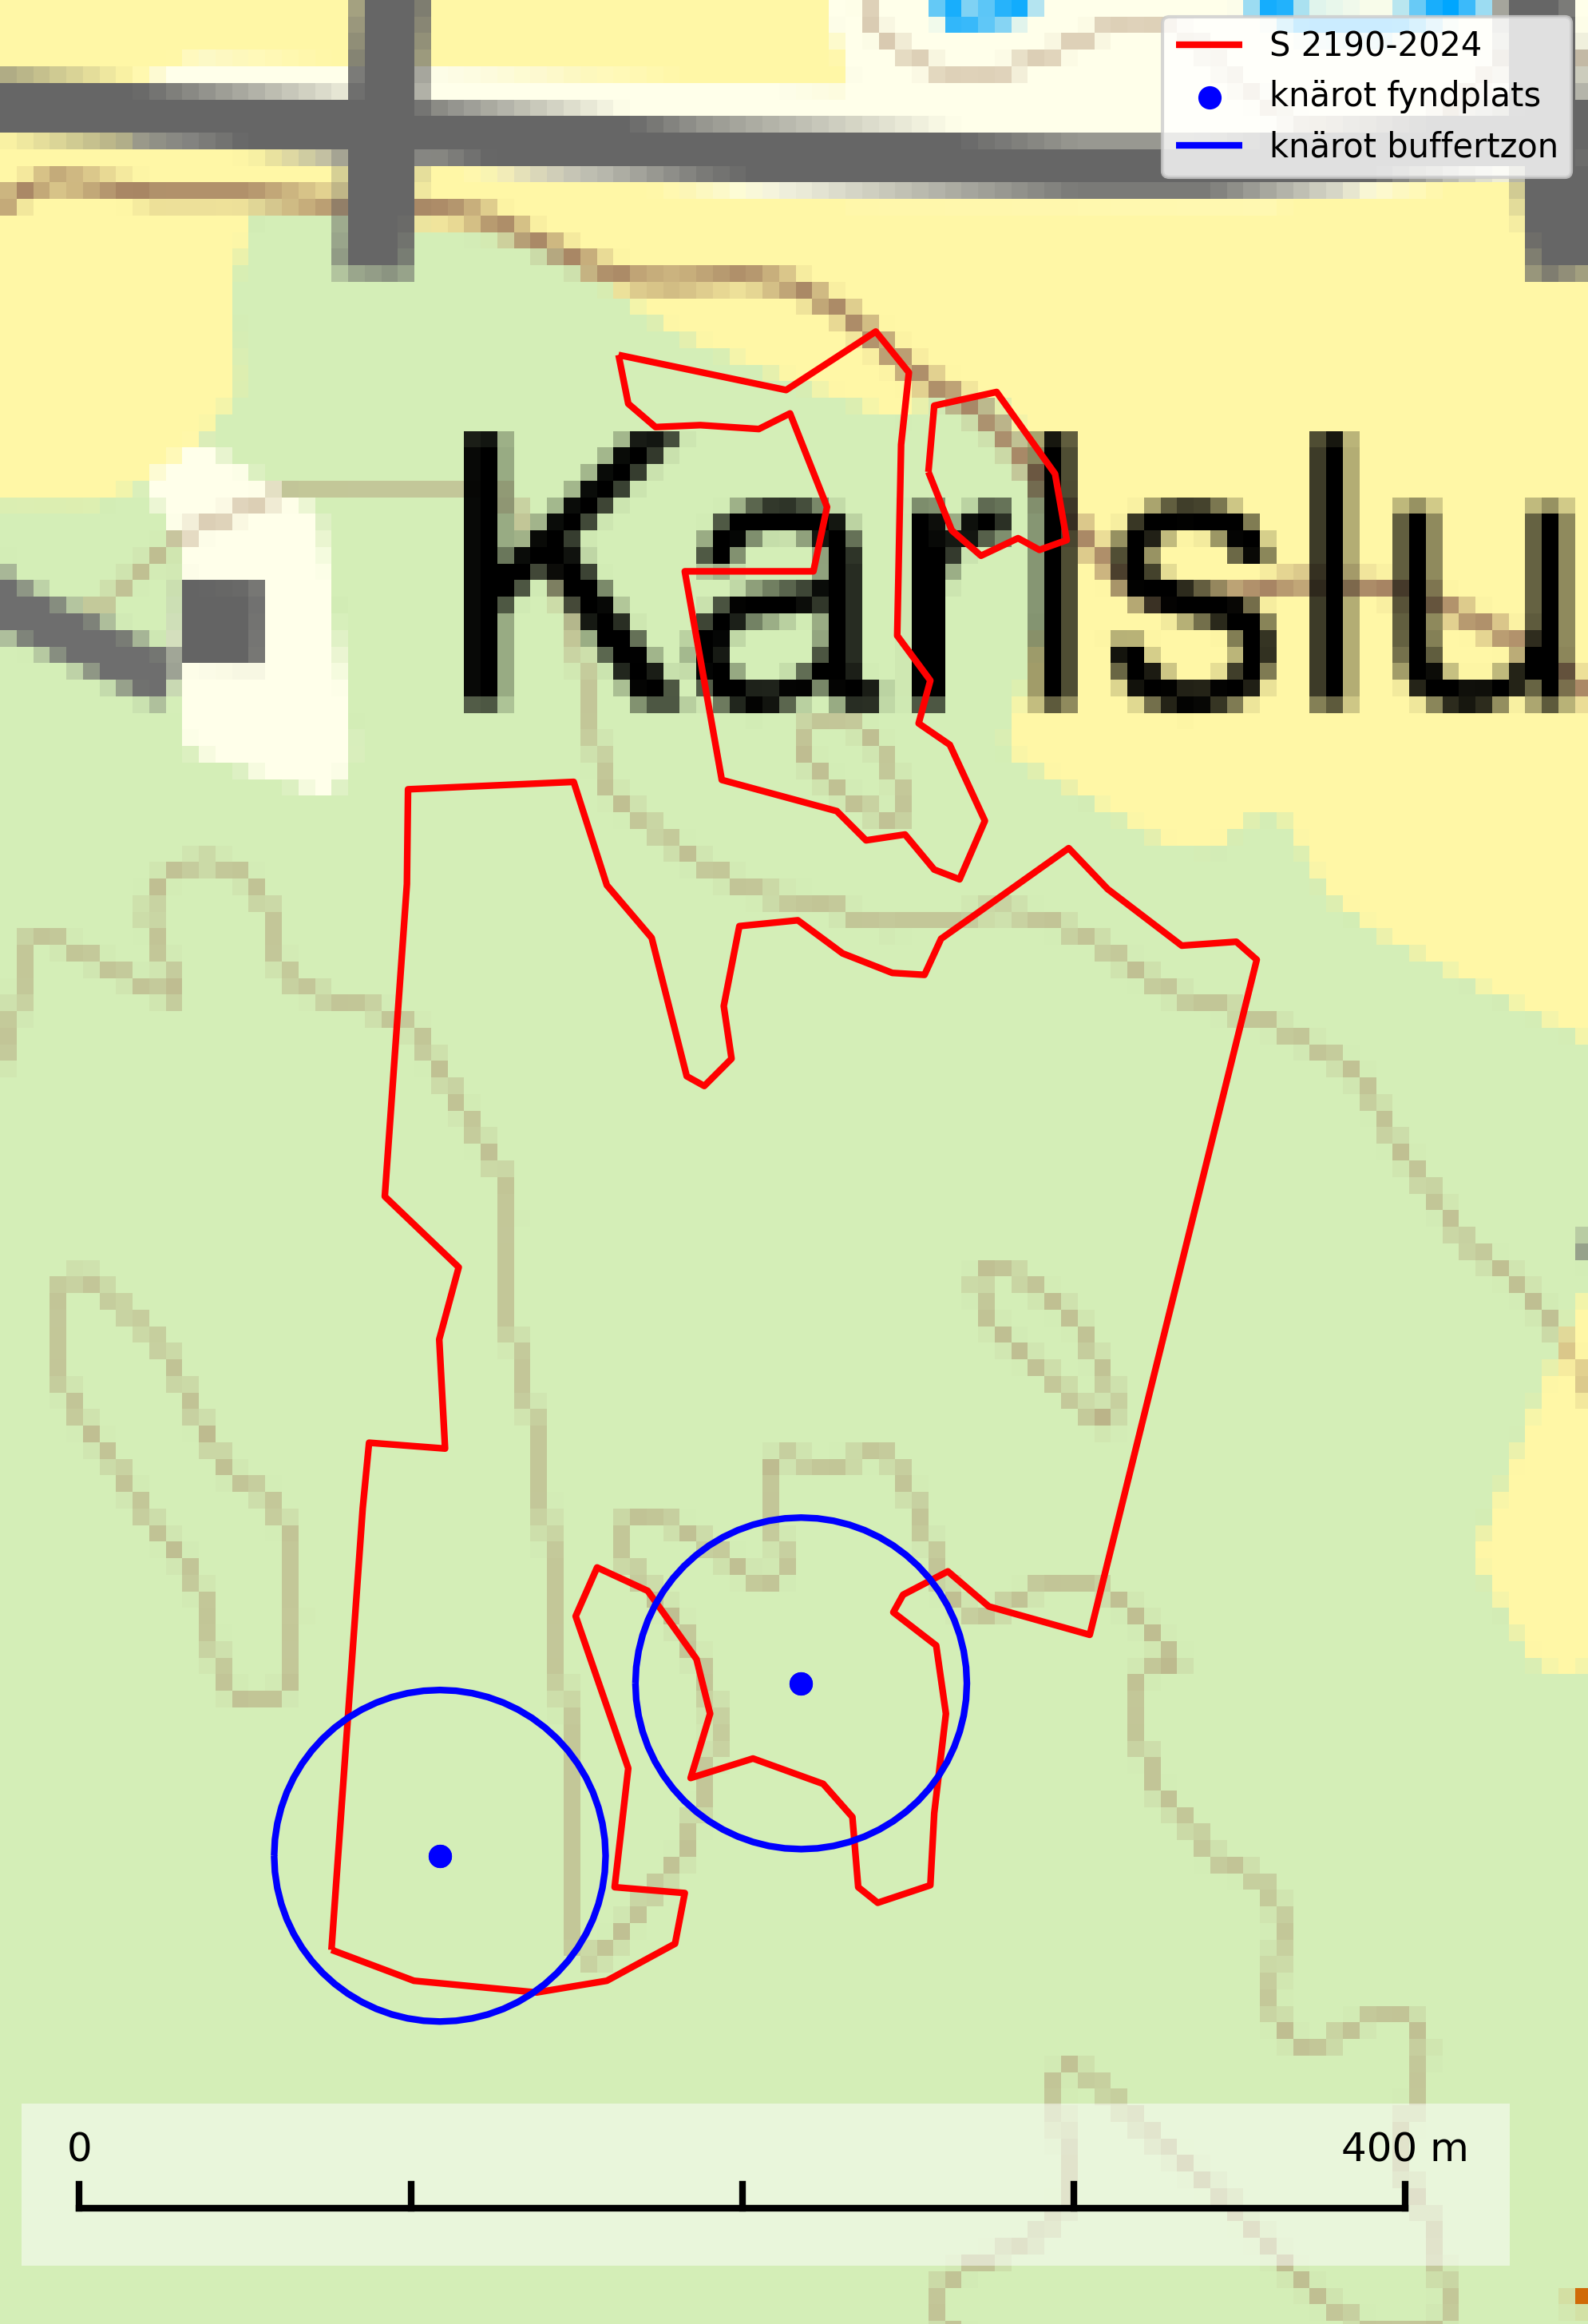 S 2190-2024
knärot fyndplats
knärot buffertzon
Karlslu
0 400 m